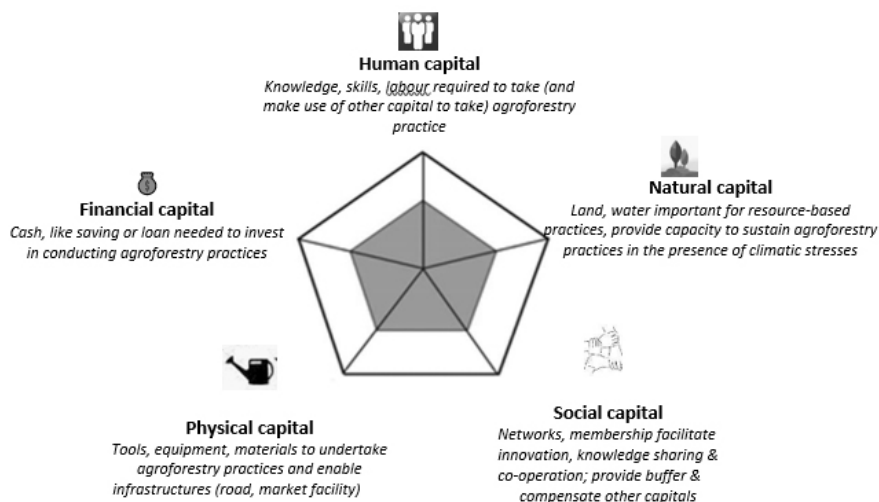 Human capital
Knowledge, skills, labour required to take (and
make use of other capital to take) agroforestry
practice
Natural capital
Land, water important for resource-based
practices, provide capacity to sustain agroforestry
practices in the presence of climatic stresses
Financial capital
Cash, like saving or loan needed to invest
in conducting agroforestry practices
Social capital
Networks, membership facilitate
innovation, knowledge sharing &
co-operation; provide buffer &
compensate other capitals
Physical capital
Tools, equipment, materials to undertake
agroforestry practices and enable
infrastructures (road, market facility)